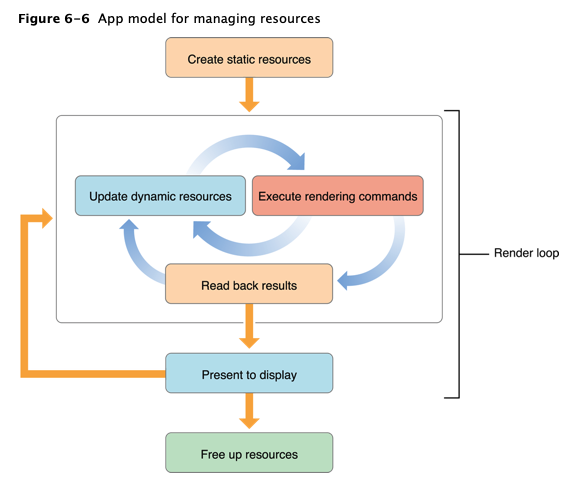 Figure 6-6 App model for managing resources
Create static resources
Update dynamic resources
Execute rendering commands
Render loop
Read back results
Present to display
Free up resources